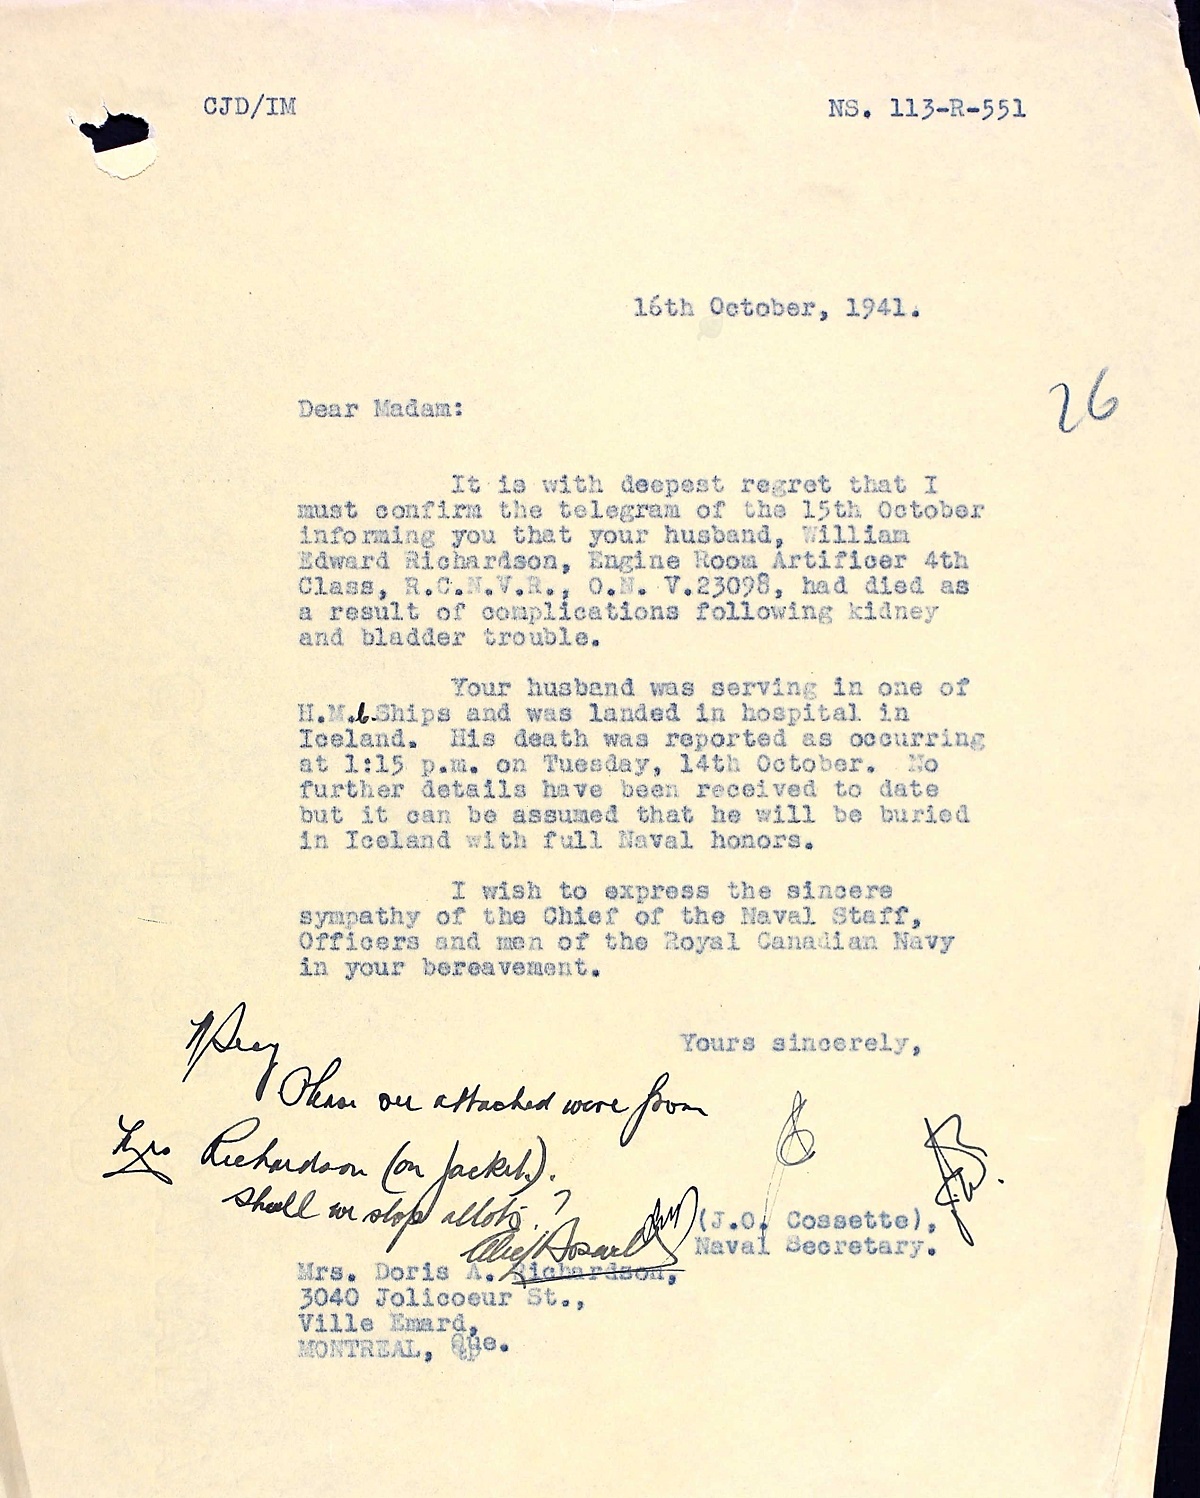 CJD/IM NS. 113-R-551
16th October, 1941.
26
Dear Madam:
It is with deepest regret that I
must confirm the telegram of the 15th October
informing you that your husband, William
Edward Richardson, Engine Room Artificer 4th
Class, R.C.N.V.R., O.N. V.23098, had died as
a result of complications following kidney
and bladder trouble.
Your husband was serving in one of
H.M. Ships and was landed in hospital in
Iceland. His death was reported as occurring
at 1:15 p.m. on Tuesday, 14th October. No
further details have been received to date
but it can be assumed that he will be buried
in Iceland with full Naval honors.
I wish to express the sincere
sympathy of the Chief of the Naval Staff,
Officers and men of the Royal Canadian Navy
in your bereavement.
Yours sincerely,
N Secy
Please see attached wire from
Mrs Richardson (on Jacket).
Shall we stop allot.?
(J.O. Cossette),
Naval Secretary.
Mrs. Doris A. Richardson,
3040 Jolicoeur St.,
Ville Emard,
MONTREAL, Que.